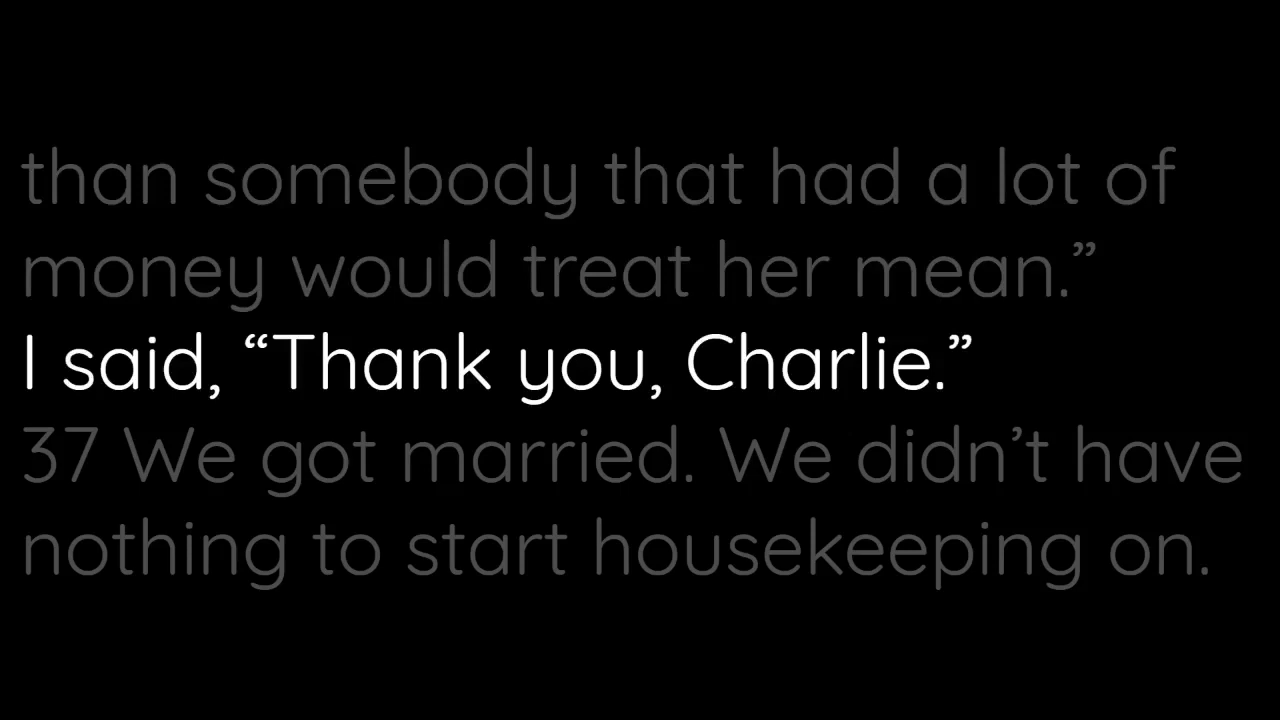 than somebody that had a lot of
money would treat her mean.”
I said, “Thank you, Charlie.”
37 We got married. We didn’t have
nothing to start housekeeping on.